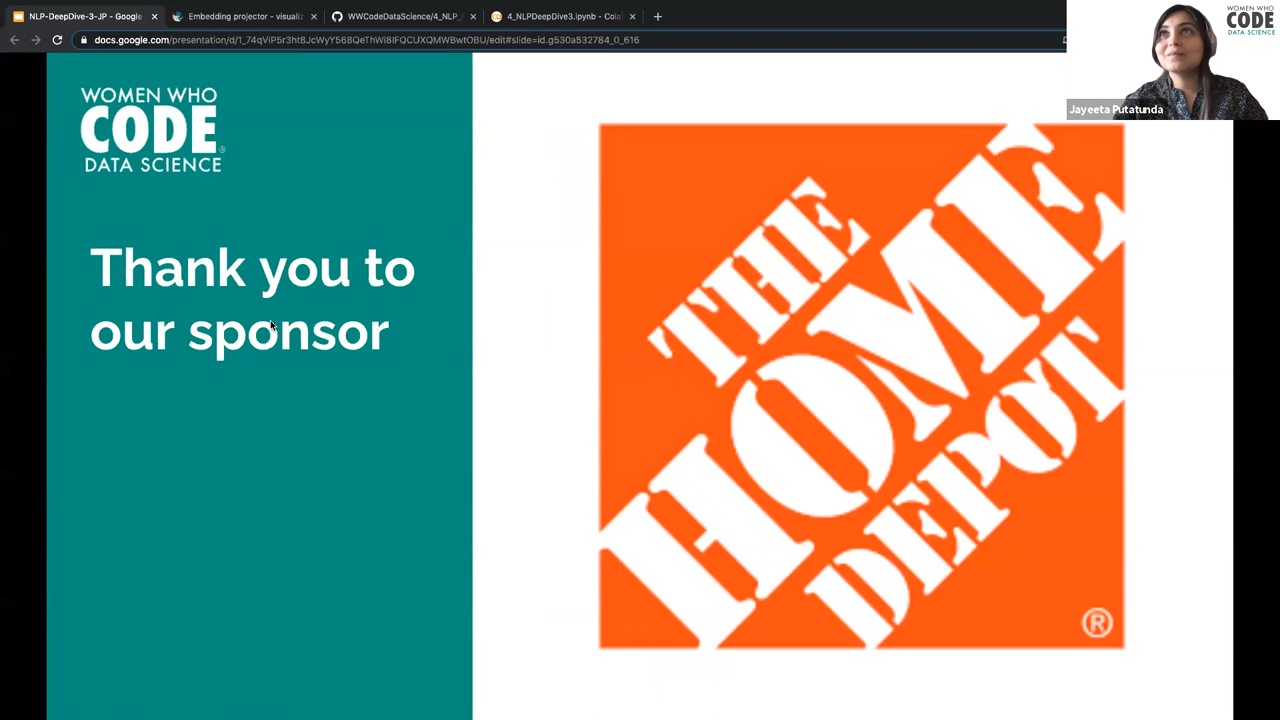 NLP-DeepDive-3-JP - Google
Embedding projector - visualiz
WWCodeDataScience/4_NLP_
4_NLPDeepDive3.ipynb - Cola
docs.google.com/presentation/d/1_74qViP5r3ht8JcWyY568QeThWi8IFQCUXQMWBwtOBU/edit#slide=id.g530a532784_0_616
WOMEN WHO
CODE
DATA SCIENCE
Jayeeta Putatunda
WOMEN WHO
CODE
DATA SCIENCE
Thank you to
our sponsor
THE
HOME
DEPOT
®